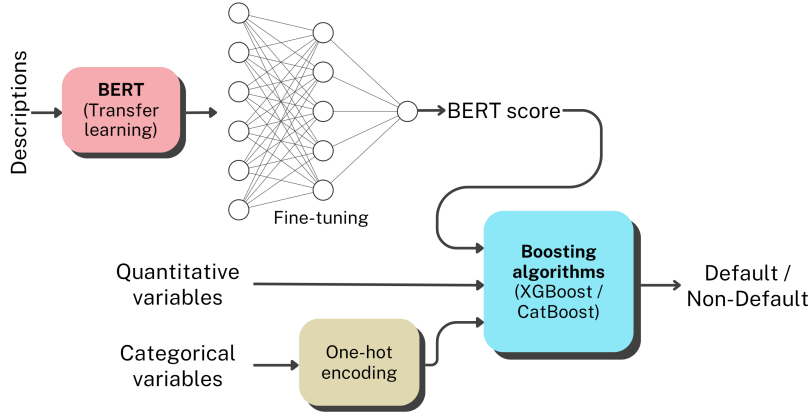 Descriptions
BERT
(Transfer
learning)
Fine-tuning
BERT score
Quantitative
variables
Categorical
variables
One-hot
encoding
Boosting
algorithms
(XGBoost /
CatBoost)
Default /
Non-Default